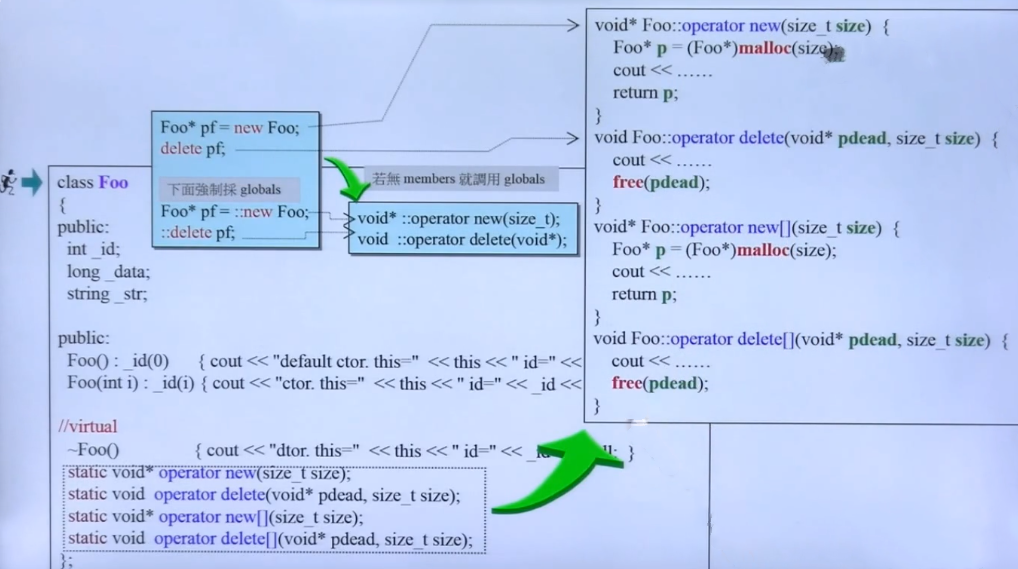 void* Foo::operator new(size_t size) {
Foo* p = (Foo*)malloc(size);
cout << ……
return p;
}
void Foo::operator delete(void* pdead, size_t size) {
cout << ……
free(pdead);
}
void* Foo::operator new[](size_t size) {
Foo* p = (Foo*)malloc(size);
cout << ……
return p;
}
void Foo::operator delete[](void* pdead, size_t size) {
cout << ……
free(pdead);
}
Foo* pf = new Foo;
delete pf;
下面強制採 globals
Foo* pf = ::new Foo;
::delete pf;
若無 members 就調用 globals
void* ::operator new(size_t);
void ::operator delete(void*);
class Foo
{
public:
int _id;
long _data;
string _str;
public:
Foo() : _id(0) { cout << "default ctor. this=" << this << " id=" <<
Foo(int i) : _id(i) { cout << "ctor. this=" << this << " id=" << _id <<
//virtual
~Foo() { cout << "dtor. this=" << this << " id=" << }
static void* operator new(size_t size);
static void operator delete(void* pdead, size_t size);
static void* operator new[](size_t size);
static void operator delete[](void* pdead, size_t size);
};